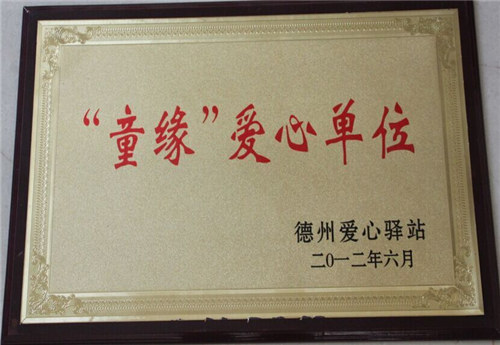 “童缘”爱心单位
德州爱心驿站
二〇一二年六月